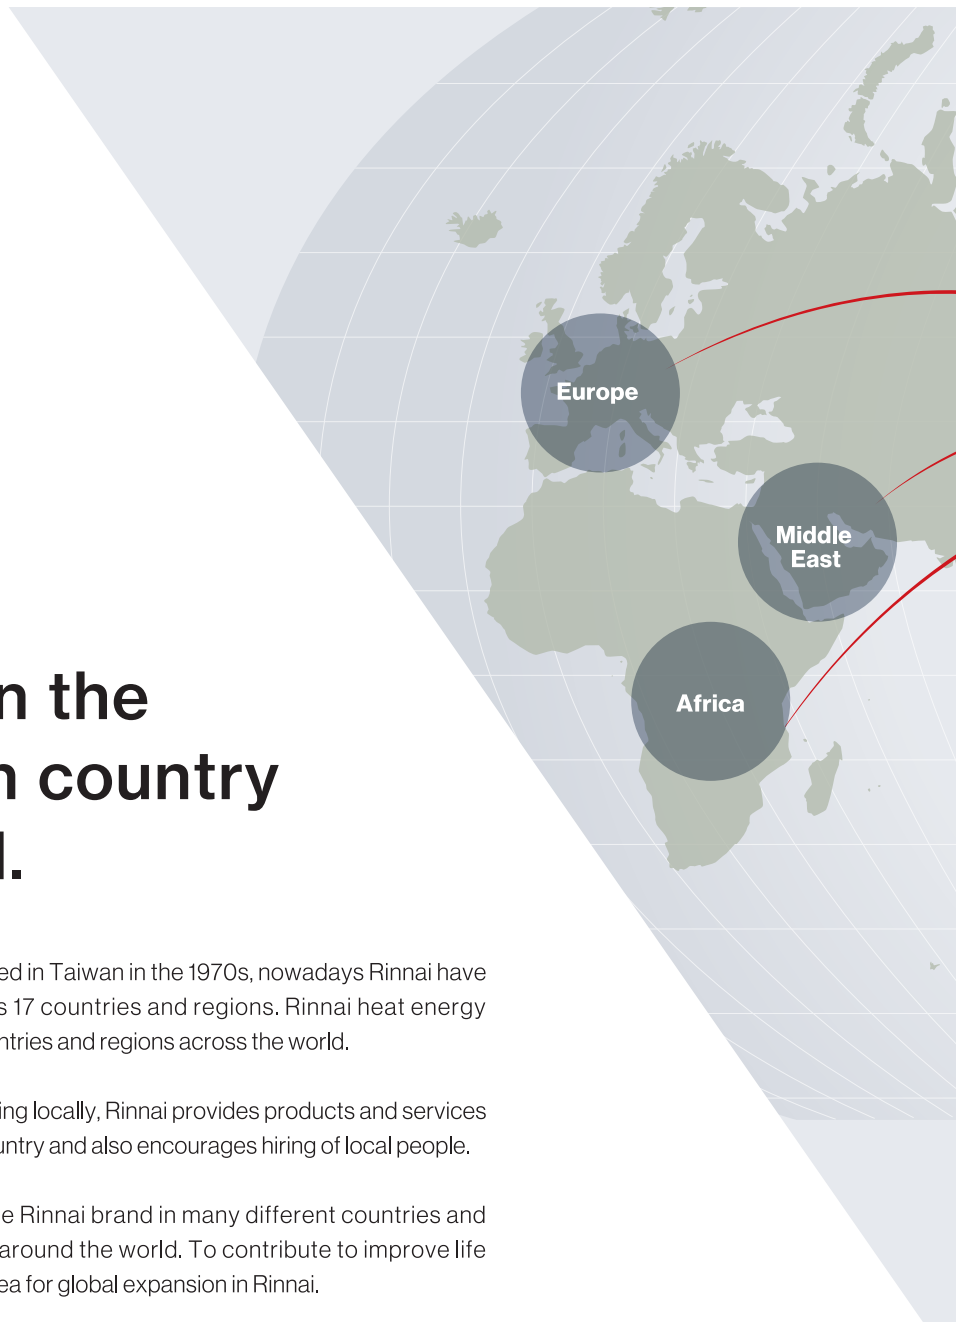 Europe
Middle
East
Africa
n the
country
ed in Taiwan in the 1970s, nowadays Rinnai have
s 17 countries and regions. Rinnai heat energy
ntries and regions across the world.
ing locally, Rinnai provides products and services
untry and also encourages hiring of local people.
e Rinnai brand in many different countries and
around the world. To contribute to improve life
ea for global expansion in Rinnai.